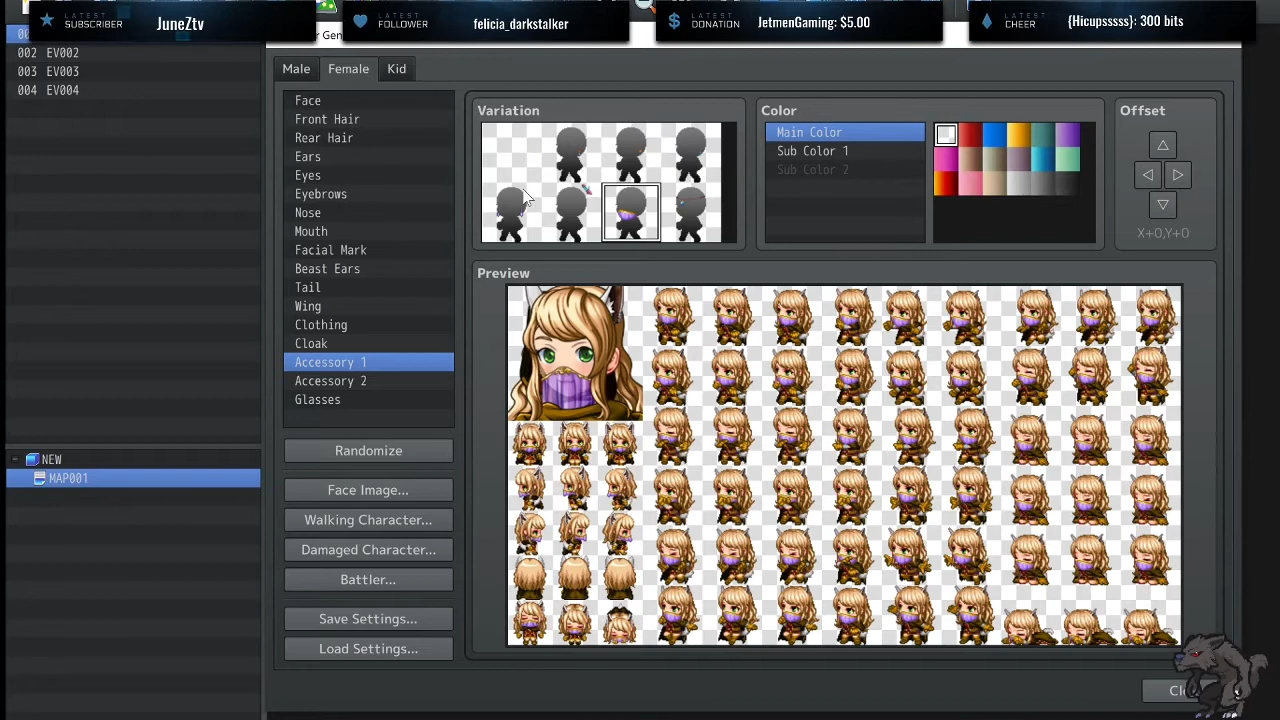 LATEST
SUBSCRIBER
JuneZtv
LATEST
FOLLOWER
felicia_darkstalker
LATEST
DONATION
JetmenGaming: $5.00
LATEST
CHEER
{Hicupsssss}: 300 bits
002 EV002
003 EV003
004 EV004
NEW
MAP001
Male
Female
Kid
Face
Front Hair
Rear Hair
Ears
Eyes
Eyebrows
Nose
Mouth
Facial Mark
Beast Ears
Tail
Wing
Clothing
Cloak
Accessory 1
Accessory 2
Glasses
Randomize
Face Image...
Walking Character...
Damaged Character...
Battler...
Save Settings...
Load Settings...
Variation
Color
Main Color
Sub Color 1
Sub Color 2
Offset
X+0,Y+0
Preview